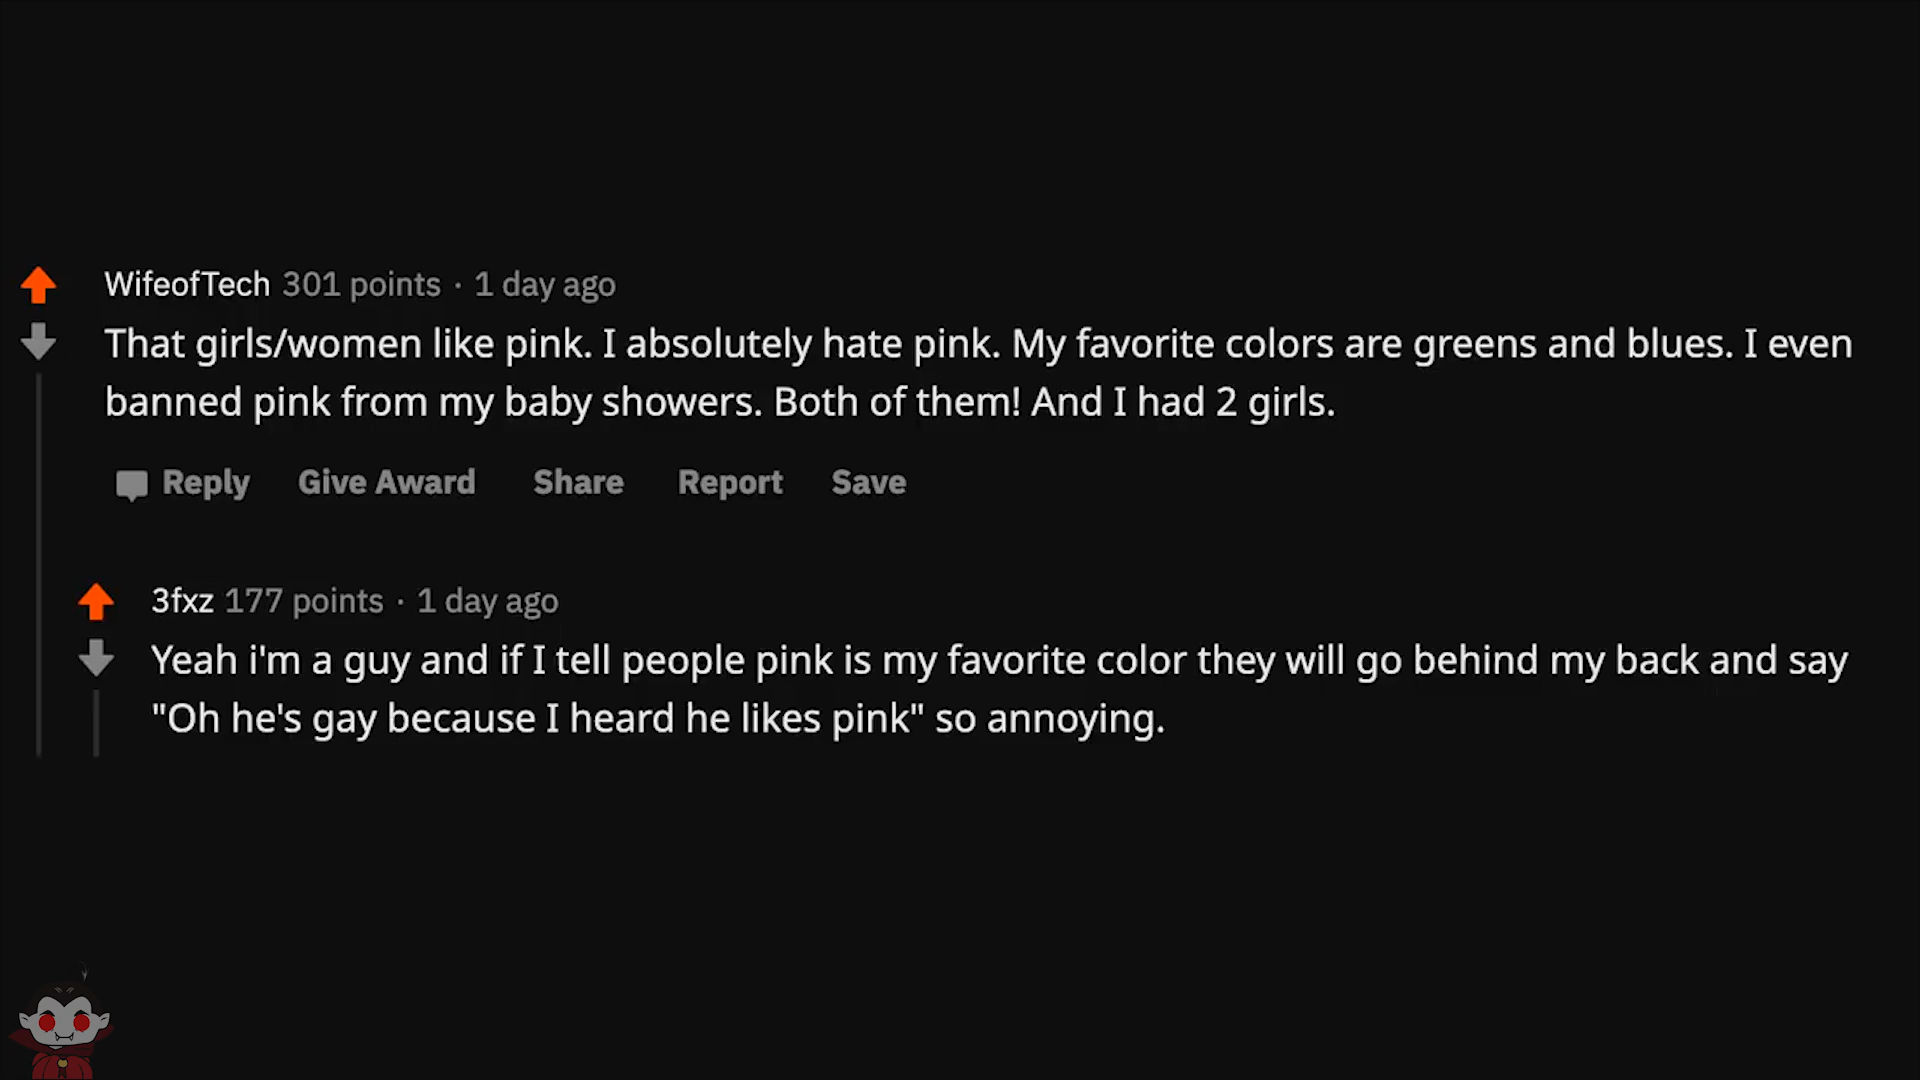 WifeofTech 301 points · 1 day ago
That girls/women like pink. I absolutely hate pink. My favorite colors are greens and blues. I even
banned pink from my baby showers. Both of them! And I had 2 girls.
Reply Give Award Share Report Save
3fxz 177 points · 1 day ago
Yeah i'm a guy and if I tell people pink is my favorite color they will go behind my back and say
"Oh he's gay because I heard he likes pink" so annoying.